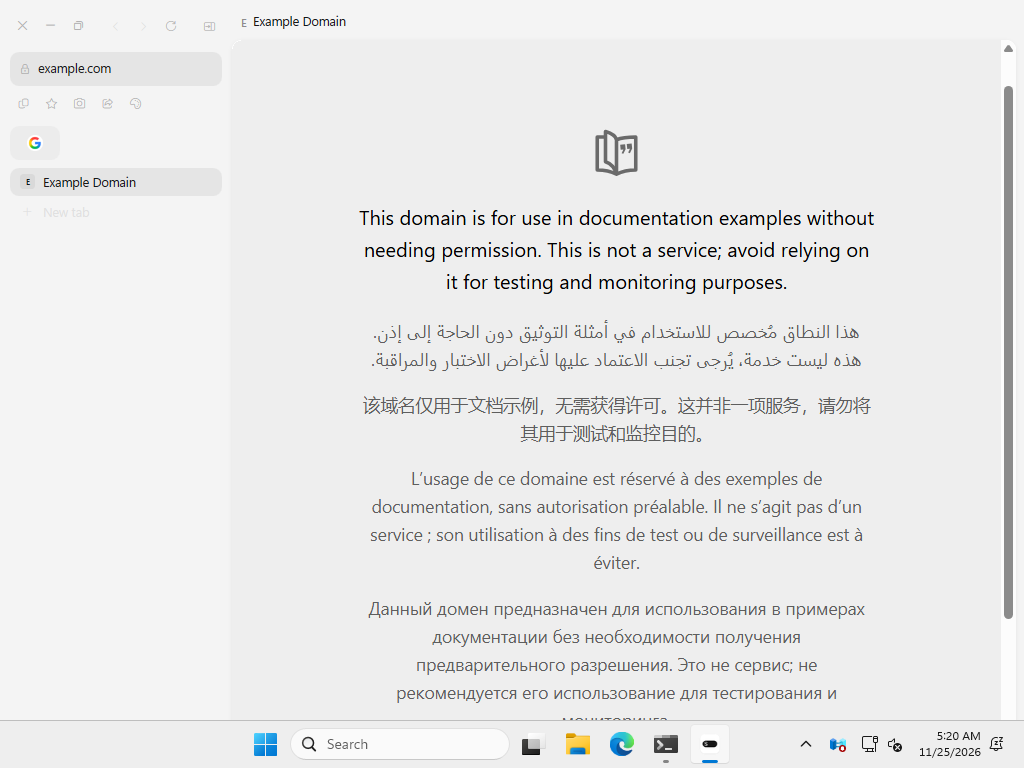 E Example Domain
example.com
E Example Domain
+ New tab
This domain is for use in documentation examples without
needing permission. This is not a service; avoid relying on
it for testing and monitoring purposes.
هذا النطاق مُخصص للاستخدام في أمثلة التوثيق دون الحاجة إلى إذن.
هذه ليست خدمة، يُرجى تجنب الاعتماد عليها لأغراض الاختبار والمراقبة.
该域名仅用于文档示例，无需获得许可。这并非一项服务，请勿将
其用于测试和监控目的。
L’usage de ce domaine est réservé à des exemples de
documentation, sans autorisation préalable. Il ne s’agit pas d’un
service ; son utilisation à des fins de test ou de surveillance est à
éviter.
Данный домен предназначен для использования в примерах
документации без необходимости получения
предварительного разрешения. Это не сервис; не
рекомендуется его использование для тестирования и
мониторинга.
Search
5:20 AM
11/25/2026